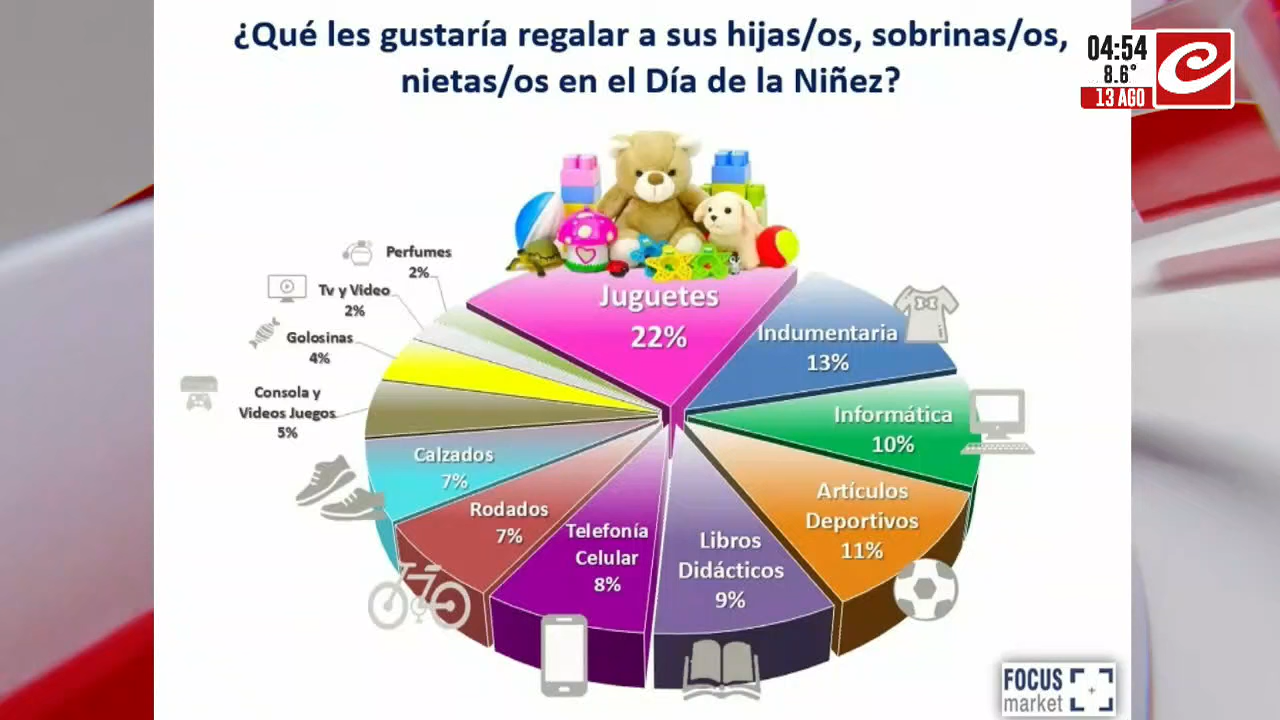 ¿Qué les gustaría regalar a sus hijas/os, sobrinas/os,
nietas/os en el Día de la Niñez?
04:54
8.6°
13 AGO
Juguetes
22%
Indumentaria
13%
Informática
10%
Artículos
Deportivos
11%
Libros
Didácticos
9%
Telefonía
Celular
8%
Rodados
7%
Calzados
7%
Consola y
Videos Juegos
5%
Golosinas
4%
Tv y Video
2%
Perfumes
2%
FOCUS
market